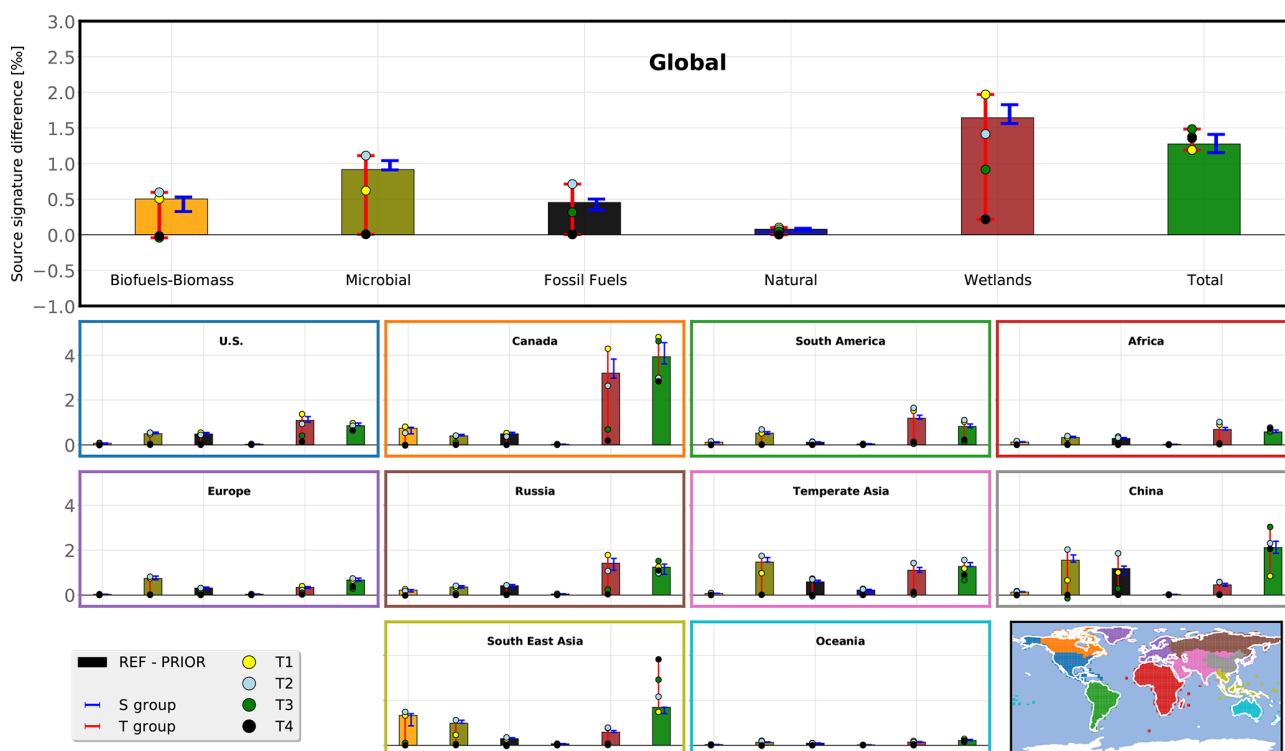 3.0
2.5
2.0
1.5
1.0
0.5
0.0
−0.5
−1.0
Source signature difference [‰]
Global
Biofuels-Biomass Microbial Fossil Fuels Natural Wetlands Total
U.S. Canada South America Africa
4
2
0
Europe Russia Temperate Asia China
4
2
0
South East Asia Oceania
REF - PRIOR T1
T2
S group T3
T group T4